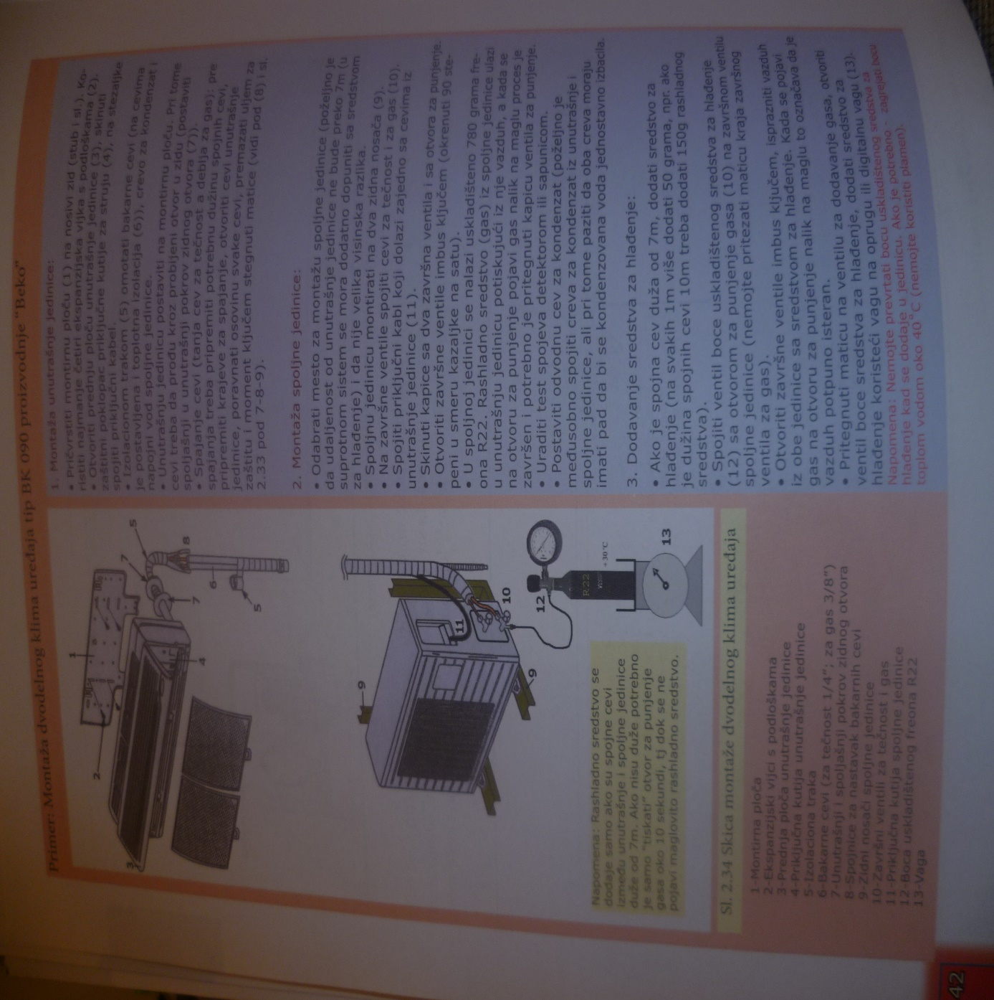 Primer: Montaža dvodelnog klima uređaja tip BK 090 proizvodnje "Beko"
1
2
3
4
5
5
6
7
7
8
9
9
10
11
12
13
R22
+30°C
Napomena: Rashladno sredstvo se
dodaje samo ako su spojne cevi
između unutrašnje i spoljne jedinice
duže od 7m. Ako nisu duže potrebno
je samo "tiskati" otvor za punjenje
gasa oko 10 sekundi, tj dok se ne
pojavi maglovito rashladno sredstvo.
Sl. 2.34 Skica montaže dvodelnog klima uređaja
1-Montirna ploča
2-Ekspanzijski vijci s podloškama
3-Prednja ploča unutrašnje jedinice
4-Priključna kutija unutrašnje jedinice
5-Izolaciona traka
6-Bakarne cevi (za tečnost 1/4"; za gas 3/8")
7-Unutrašnji i spoljašnji pokrov zidnog otvora
8-Spojnice za nastavak bakarnih cevi
9-Zidni nosači spoljne jedinice
10-Završni ventili za tečnost i gas
11-Priključna kutija spoljne jedinice
12-Boca uskladištenog freona R22
13-Vaga
1. Montaža unutrašnje jedinice:
• Pričvrstiti montirnu ploču (1) na nosivi zid (stub i sl.). Ko-
ristiti najmanje četiri ekspanzijska vijka s podloškama (2).
• Otvoriti prednju ploču unutrašnje jedinice (3), skinuti
zaštitni poklopac priključne kutije za struju (4), na stezaljke
spojiti priključni kabel.
• Izolacionom trakom (5) omotati bakarne cevi (na cevima
je postavljena i toplotna izolacija (6)), crevo za kondenzat i
napojni vod spoljne jedinice.
• Unutrašnju jedinicu postaviti na montirnu ploču. Pri tome
cevi treba da prođu kroz probijeni otvor u zidu (postaviti
spoljašnji u unutrašnji pokrov zidnog otvora (7)).
• Spajanje cevi (tanja cev za tečnost a deblja za gas): pre
spajanja treba pripremiti potrebnu dužinu spojnih cevi,
pripremiti krajeve za spajanje, otvoriti cevi unutrašnje
jedinice, poravnati osovinu svake cevi, premazati uljem za
zaštitu i moment ključem stegnuti matice (vidi pod (8) i sl.
2.33 pod 7-8-9).
2. Montaža spoljne jedinice:
• Odabrati mesto za montažu spoljne jedinice (poželjno je
da udaljenost od unutrašnje jedinice ne bude preko 7m (u
suprotnom sistem se mora dodatno dopuniti sa sredstvom
za hlađenje) i da nije velika visinska razlika.
• Spoljnu jedinicu montirati na dva zidna nosača (9).
• Na završne ventile spojiti cevi za tečnost i za gas (10).
• Spojiti priključni kabl koji dolazi zajedno sa cevima iz
unutrašnje jedinice (11).
• Skinuti kapice sa dva završna ventila i sa otvora za punjenje.
• Otvoriti završne ventile imbus ključem (okrenuti 90 ste-
peni u smeru kazaljke na satu).
• U spoljnoj jedinici se nalazi uskladišteno 780 grama fre-
ona R22. Rashladno sredstvo (gas) iz spoljne jedinice ulazi
u unutrašnju jedinicu potiskujući iz nje vazduh, a kada se
na otvoru za punjenje pojavi gas nalik na maglu proces je
završen i potrebno je pritegnuti kapicu ventila za punjenje.
• Uraditi test spojeva detektorom ili sapunicom.
• Postaviti odvodnu cev za kondenzat (poželjno je
međusobno spojiti creva za kondenzat iz unutrašnje i
spoljne jedinice, ali pri tome paziti da oba creva moraju
imati pad da bi se kondenzovana voda jednostavno izbacila.
3. Dodavanje sredstva za hlađenje:
• Ako je spojna cev duža od 7m, dodati sredstvo za
hlađenje (na svakih 1m više dodati 50 grama, npr. ako
je dužina spojnih cevi 10m treba dodati 150g rashladnog
sredstva).
• Spojiti ventil boce uskladištenog sredstva za hlađenje
(12) sa otvorom za punjenje gasa (10) na završnom ventilu
spoljne jedinice (nemojte pritezati maticu kraja završnog
ventila za gas).
• Otvoriti završne ventile imbus ključem, isprazniti vazduh
iz obe jedinice sa sredstvom za hlađenje. Kada se pojavi
gas na otvoru za punjenje nalik na maglu to označava da je
vazduh potpuno isteran.
• Pritegnuti maticu na ventilu za dodavanje gasa, otvoriti
ventil boce sredstva za hlađenje, dodati sredstvo za
hlađenje koristeći vagu na oprugu ili digitalnu vagu (13).
Napomena: Nemojte prevrtati bocu uskladištenog sredstva za
hlađenje kad se dodaje u jedinicu. Ako je potrebno - zagrejati bocu
toplom vodom oko 40°C (nemojte koristiti plamen).
42